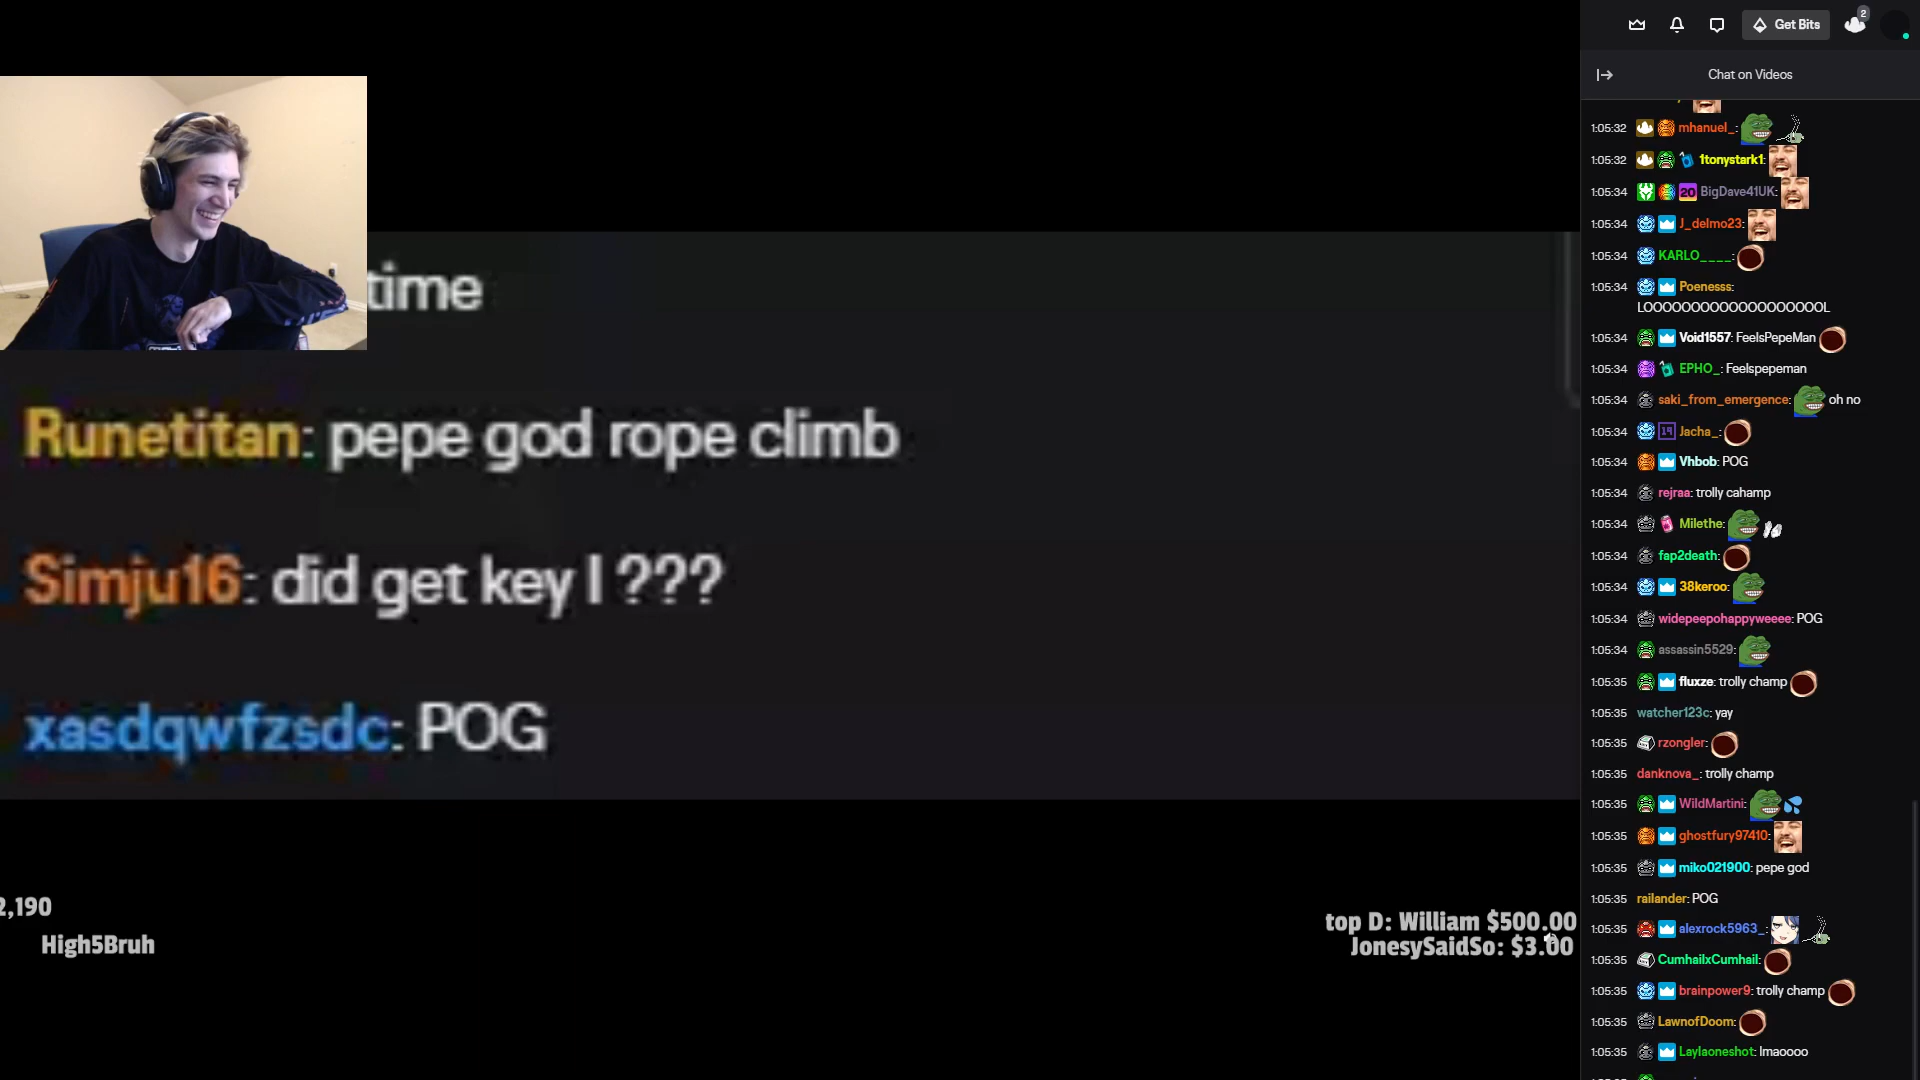 Get Bits
2
Chat on Videos
time
Runetitan: pepe god rope climb
Simju16: did get key I ???
xasdqwfzsdc: POG
2,190
High5Bruh
top D: William $500.00
JonesySaidSo: $3.00
1:05:32 mhanuel_:
1:05:32 1tonystark1:
1:05:34 20 BigDave41UK:
1:05:34 J_delmo23:
1:05:34 KARLO____:
1:05:34 Poenesss:
LOOOOOOOOOOOOOOOOOOL
1:05:34 Void1557: FeelsPepeMan
1:05:34 EPHO_: Feelspepeman
1:05:34 saki_from_emergence: oh no
1:05:34 19 Jacha_:
1:05:34 Vhbob: POG
1:05:34 rejraa: trolly cahamp
1:05:34 Milethe:
1:05:34 fap2death:
1:05:34 38keroo:
1:05:34 widepeepohappyweeee: POG
1:05:34 assassin5529:
1:05:35 fluxze: trolly champ
1:05:35 watcher123c: yay
1:05:35 rzongler:
1:05:35 danknova_: trolly champ
1:05:35 WildMartini:
1:05:35 ghostfury97410:
1:05:35 miko021900: pepe god
1:05:35 railander: POG
1:05:35 alexrock5963_:
1:05:35 CumhailxCumhail:
1:05:35 brainpower9: trolly champ
1:05:35 LawnofDoom:
1:05:35 Laylaoneshot: lmaoooo